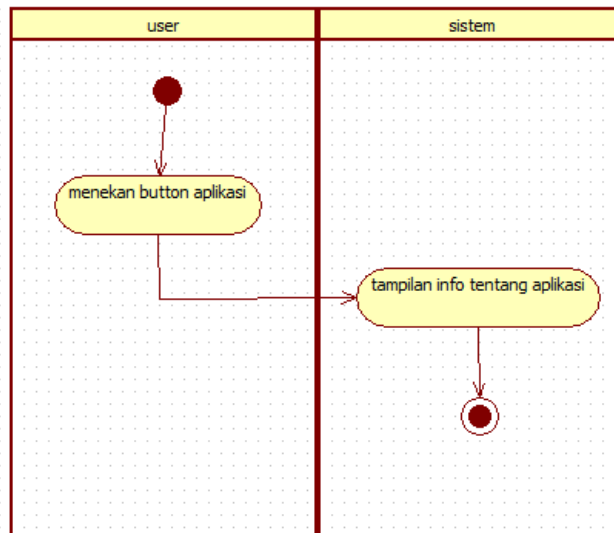 user
sistem
menekan button aplikasi
tampilan info tentang aplikasi